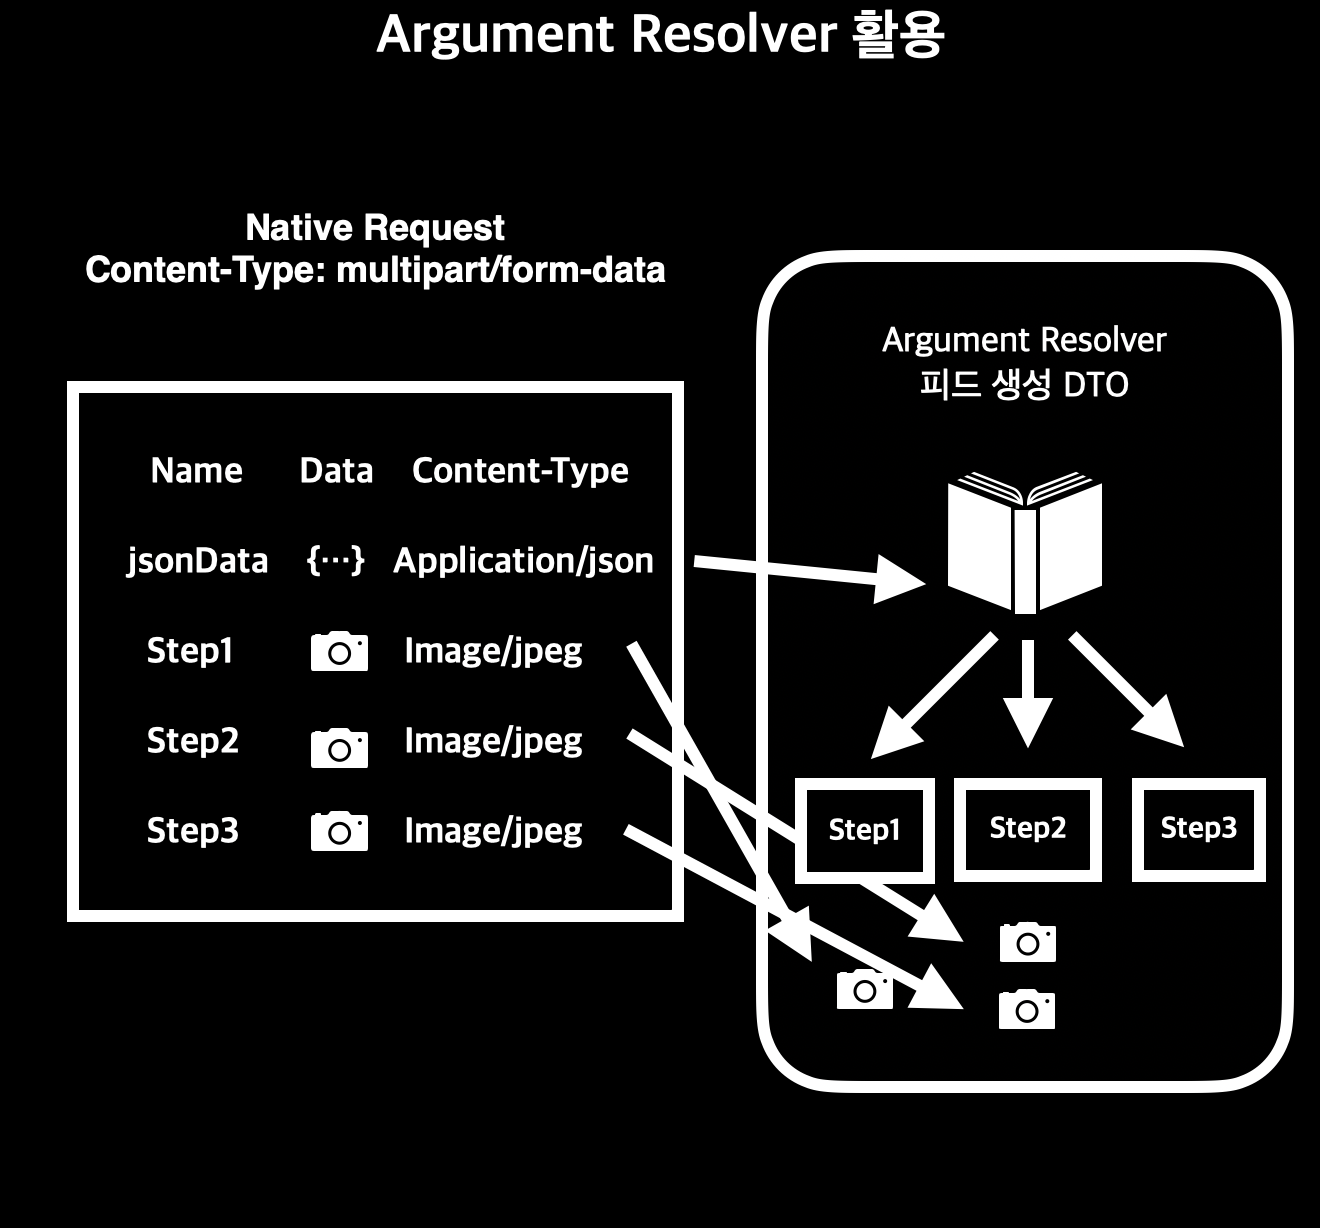 Argument Resolver 활용
Native Request
Content-Type: multipart/form-data
Name Data Content-Type
jsonData {···} Application/json
Step1 Image/jpeg
Step2 Image/jpeg
Step3 Image/jpeg
Argument Resolver
피드 생성 DTO
Step1 Step2 Step3